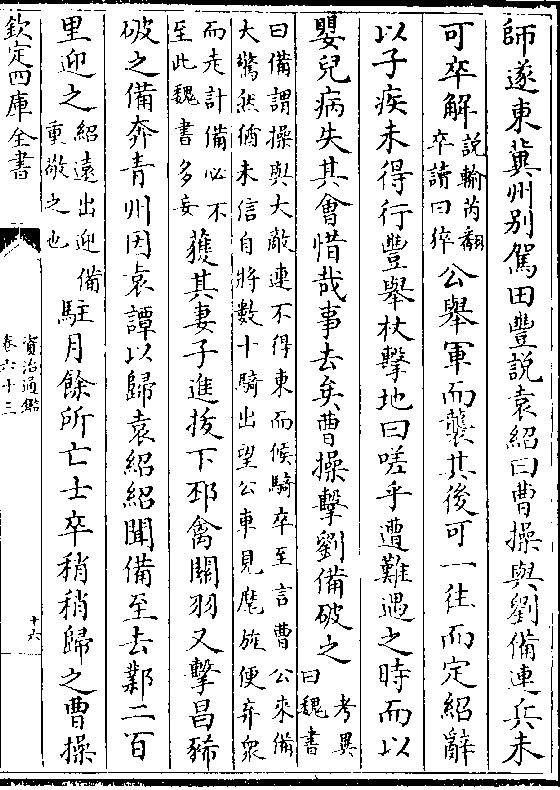 師遂東冀州别駕田豐説袁紹曰曹操與劉備連兵未
可卒解説輸芮翻
卒讀曰猝公舉軍而襲其後可一往而定紹辭
以子疾未得行豐舉杖擊地曰嗟乎遭難遇之時而以
嬰兒病失其會惜哉事去矣曹操擊劉備破之考異
曰魏書
曰備謂操與大敵連不得東而候騎卒至言曹公來備
大驚然猶未信自將數十騎出望公軍見麾旌便弃衆
而走計備必不
至此魏書多妄獲其妻子進拔下邳禽關羽又擊昌豨
破之備奔青州因袁譚以歸袁紹紹聞備至去鄴二百
里迎之紹遠出迎備
重敬之也駐月餘所亡士卒稍稍歸之曹操
欽定四庫全書
資治通鑑
卷六十三
十六